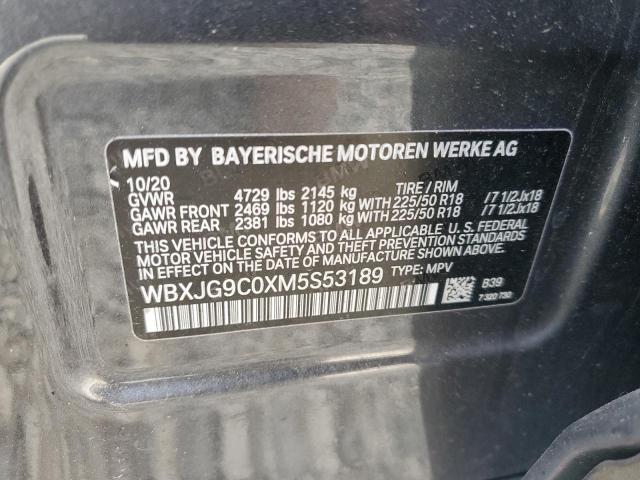 MFD BY BAYERISCHE MOTOREN WERKE AG
10/20
GVWR 4729 lbs 2145 kg TIRE / RIM
GAWR FRONT 2469 lbs 1120 kg WITH 225/50 R18 /7 1/2Jx18
GAWR REAR 2381 lbs 1080 kg WITH 225/50 R18 /7 1/2Jx18
THIS VEHICLE CONFORMS TO ALL APPLICABLE U. S. FEDERAL
MOTOR VEHICLE SAFETY, BUMPER, AND THEFT PREVENTION
STANDARDS IN EFFECT ON THE DATE OF MANUFACTURE SHOWN ABOVE.
WBXJG9C0XM5S53189 TYPE: MPV
B39
7 320 730